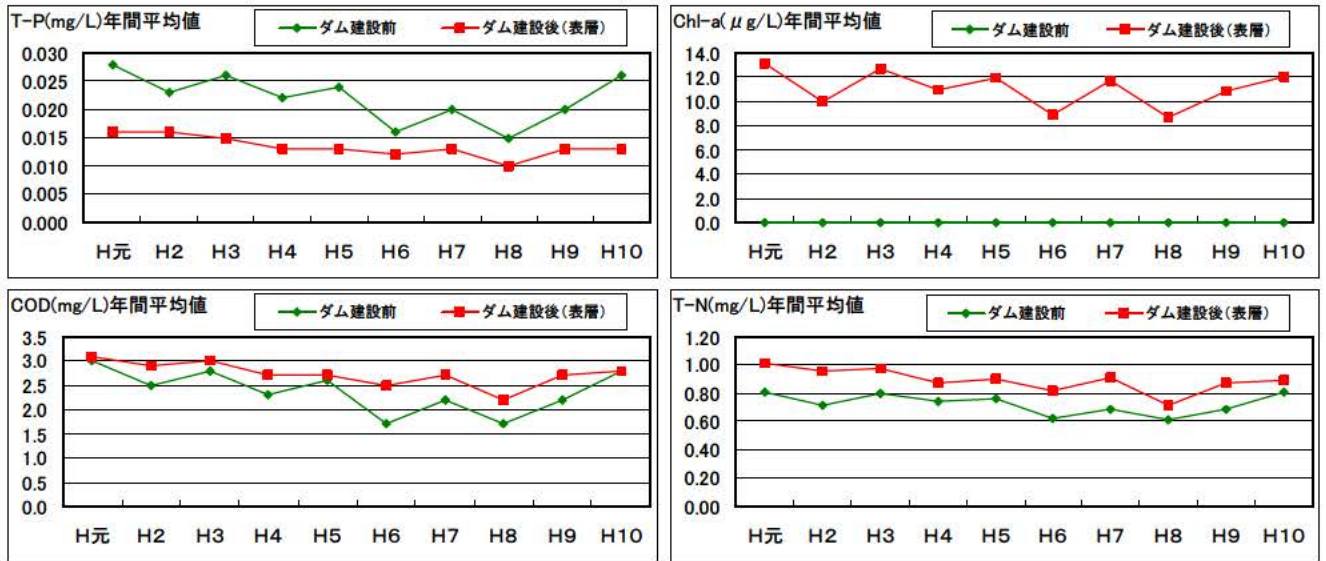 T-P(mg/L)年間平均値
ダム建設前 ダム建設後(表層)
0.030
0.025
0.020
0.015
0.010
0.005
0.000
H元 H2 H3 H4 H5 H6 H7 H8 H9 H10
Chl-a(μg/L)年間平均値
ダム建設前 ダム建設後(表層)
14.0
12.0
10.0
8.0
6.0
4.0
2.0
0.0
H元 H2 H3 H4 H5 H6 H7 H8 H9 H10
COD(mg/L)年間平均値
ダム建設前 ダム建設後(表層)
3.5
3.0
2.5
2.0
1.5
1.0
0.5
0.0
H元 H2 H3 H4 H5 H6 H7 H8 H9 H10
T-N(mg/L)年間平均値
ダム建設前 ダム建設後(表層)
1.20
1.00
0.80
0.60
0.40
0.20
0.00
H元 H2 H3 H4 H5 H6 H7 H8 H9 H10